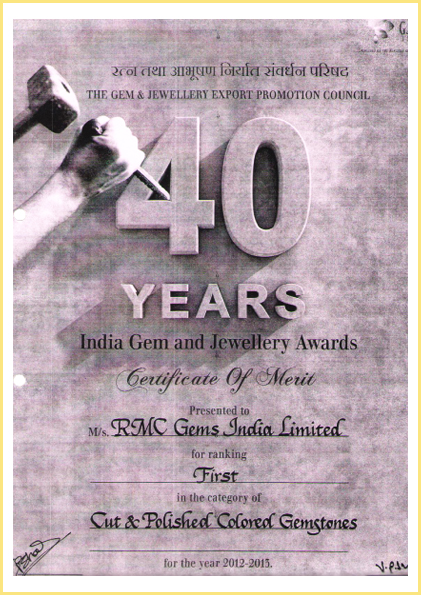 रत्न तथा आभूषण निर्यात संवर्धन परिषद
THE GEM & JEWELLERY EXPORT PROMOTION COUNCIL
40
YEARS
India Gem and Jewellery Awards
Certificate Of Merit
Presented to
M/s. RMC Gems India Limited
for ranking
First
in the category of
Cut & Polished Colored Gemstones
for the year 2012-2013.